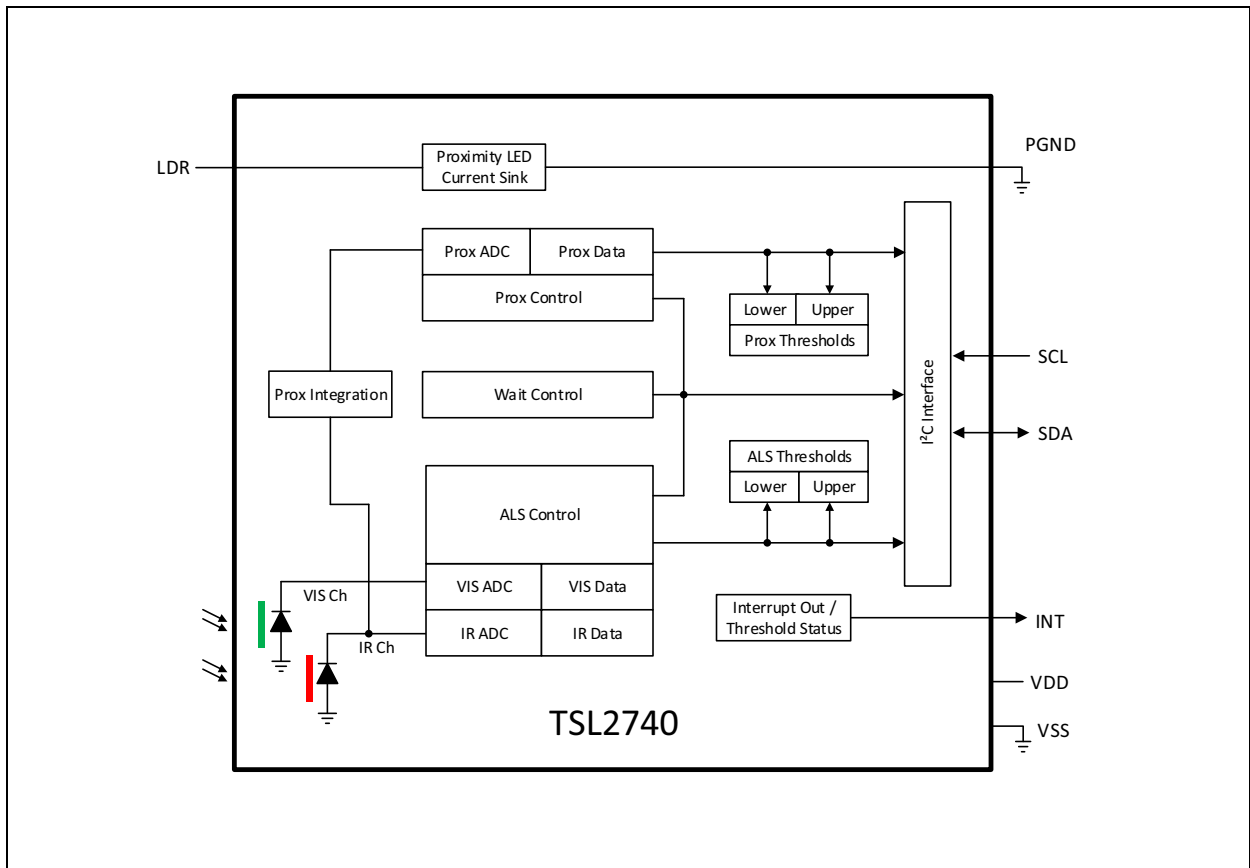 PGND
LDR
Proximity LED
Current Sink
Prox ADC
Prox Data
Prox Control
Lower
Upper
Prox Thresholds
SCL
Prox Integration
Wait Control
I²C Interface
SDA
ALS Thresholds
Lower
Upper
ALS Control
VIS Ch
VIS ADC
VIS Data
Interrupt Out /
Threshold Status
INT
IR Ch
IR ADC
IR Data
VDD
TSL2740
VSS